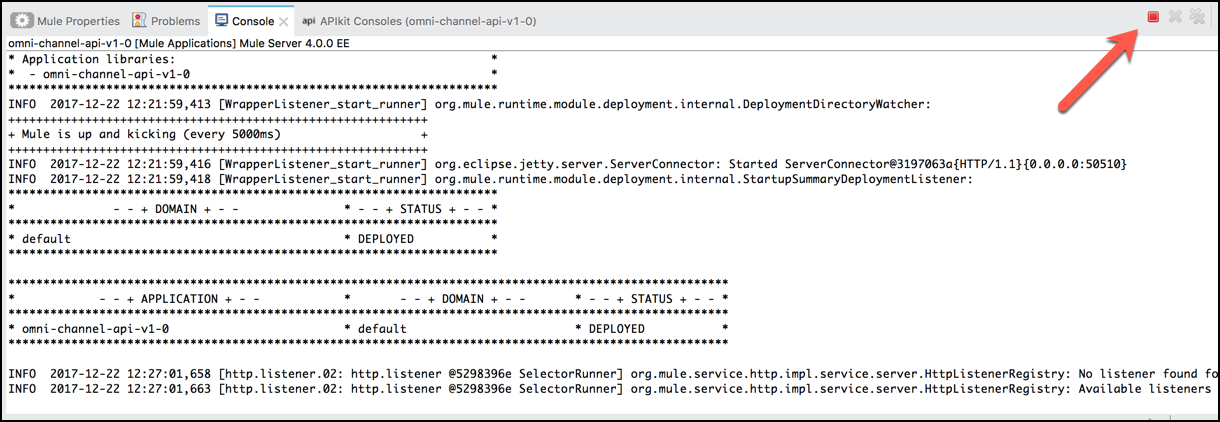 Mule Properties Problems Console api APIkit Consoles (omni-channel-api-v1-0)
omni-channel-api-v1-0 [Mule Applications] Mule Server 4.0.0 EE
* Application libraries: *
* - omni-channel-api-v1-0 *
**********************************************************************
INFO 2017-12-22 12:21:59,413 [WrapperListener_start_runner] org.mule.runtime.module.deployment.internal.DeploymentDirectoryWatcher:
++++++++++++++++++++++++++++++++++++++++++++++++++++++++++++
+ Mule is up and kicking (every 5000ms) +
++++++++++++++++++++++++++++++++++++++++++++++++++++++++++++
INFO 2017-12-22 12:21:59,416 [WrapperListener_start_runner] org.eclipse.jetty.server.ServerConnector: Started ServerConnector@3197063a{HTTP/1.1}{0.0.0.0:50510}
INFO 2017-12-22 12:21:59,418 [WrapperListener_start_runner] org.mule.runtime.module.deployment.internal.StartupSummaryDeploymentListener:
**********************************************************************
* - - + DOMAIN + - - * - - + STATUS + - - *
**********************************************************************
* default * DEPLOYED *
**********************************************************************
*******************************************************************************************************
* - - + APPLICATION + - - * - - + DOMAIN + - - * - - + STATUS + - - *
*******************************************************************************************************
* omni-channel-api-v1-0 * default * DEPLOYED *
*******************************************************************************************************
INFO 2017-12-22 12:27:01,658 [http.listener.02: http.listener @5298396e SelectorRunner] org.mule.service.http.impl.service.server.HttpListenerRegistry: No listener found fo
INFO 2017-12-22 12:27:01,663 [http.listener.02: http.listener @5298396e SelectorRunner] org.mule.service.http.impl.service.server.HttpListenerRegistry: Available listeners